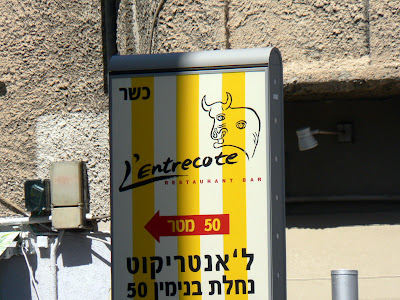 כשר
L'Entrecote
RESTAURANT BAR
50 מטר
ל'אנטריקוט
נחלת בנימין 50